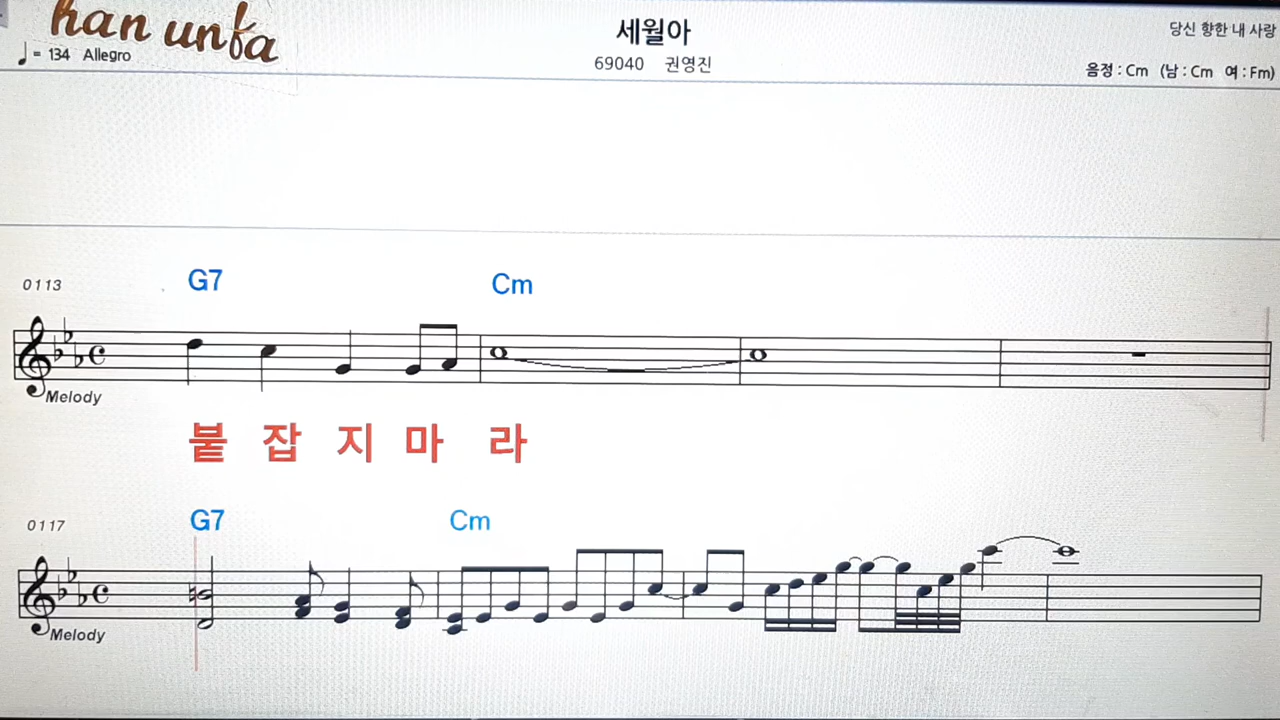 han unfa
♩ = 134 Allegro
세월아
69040 권영진
당신 향한 내 사랑
음정 : Cm (남 : Cm 여 : Fm)
0113
G7 Cm
Melody
붙 잡 지 마 라
0117
G7 Cm
Melody